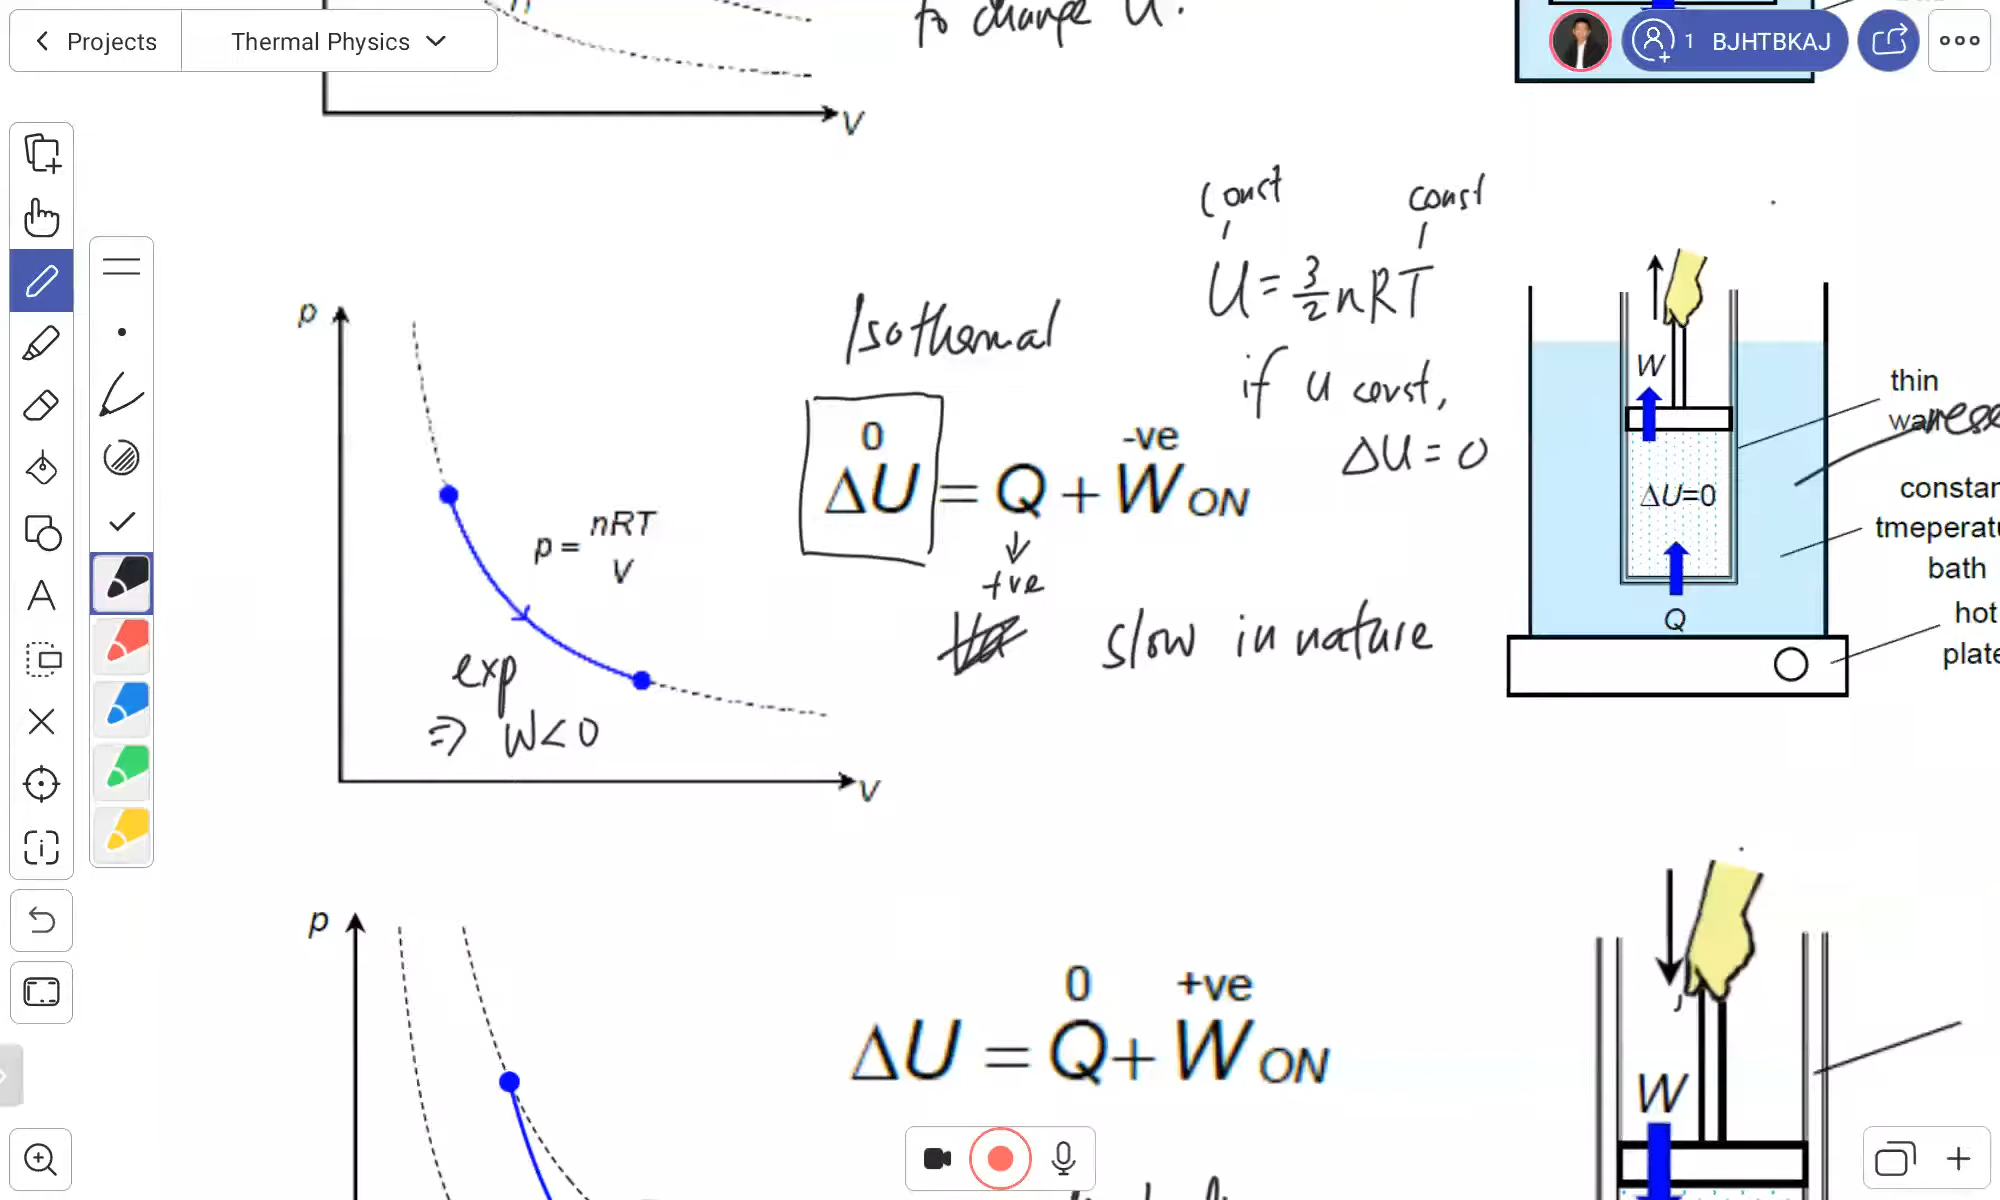 to change U.
Projects
Thermal Physics
1 BJHTBKAJ
V
const const
U = 3/2 nRT
if U const,
ΔU = 0
p
Isothermal
0 -ve
ΔU = Q + W ON
+ve
slow in nature
p = nRT / V
exp
⇒ W < 0
V
W
ΔU=0
Q
thin
constan
tmeperatu
bath
hot
plate
p
0 +ve
ΔU = Q + W ON
W